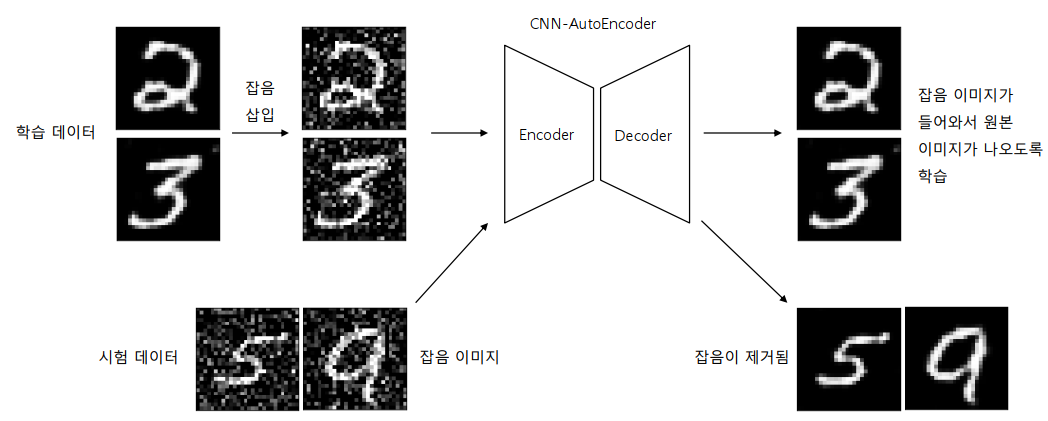 CNN-AutoEncoder
학습 데이터
잡음
삽입
Encoder
Decoder
잡음 이미지가
들어와서 원본
이미지가 나오도록
학습
시험 데이터
잡음 이미지
잡음이 제거됨